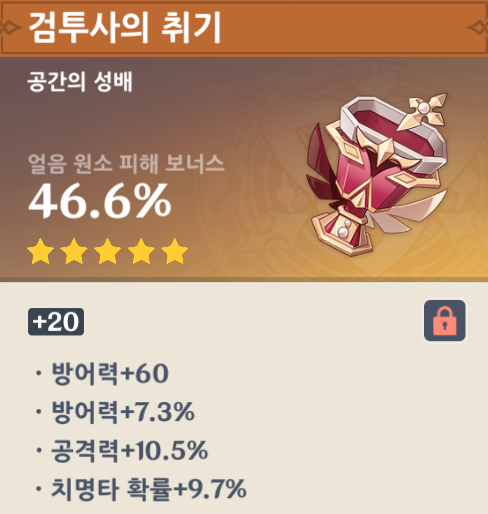 검투사의 취기
공간의 성배
얼음 원소 피해 보너스
46.6%
+20
· 방어력+60
· 방어력+7.3%
· 공격력+10.5%
· 치명타 확률+9.7%